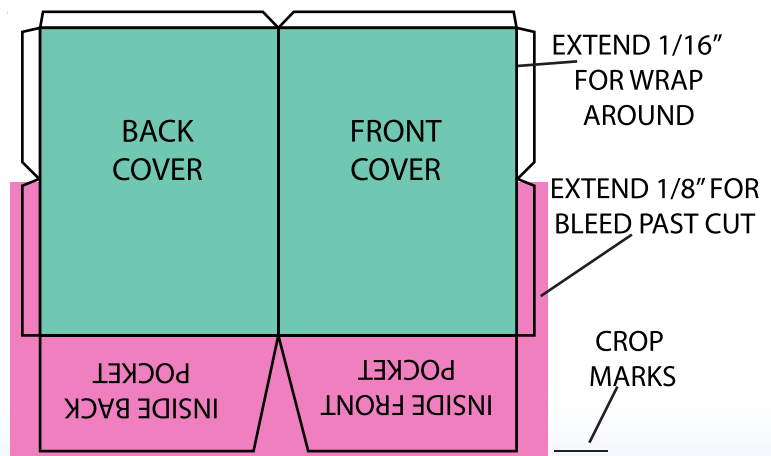 BACK
COVER
FRONT
COVER
EXTEND 1/16”
FOR WRAP
AROUND
EXTEND 1/8” FOR
BLEED PAST CUT
CROP
MARKS
INSIDE BACK
POCKET
INSIDE FRONT
POCKET